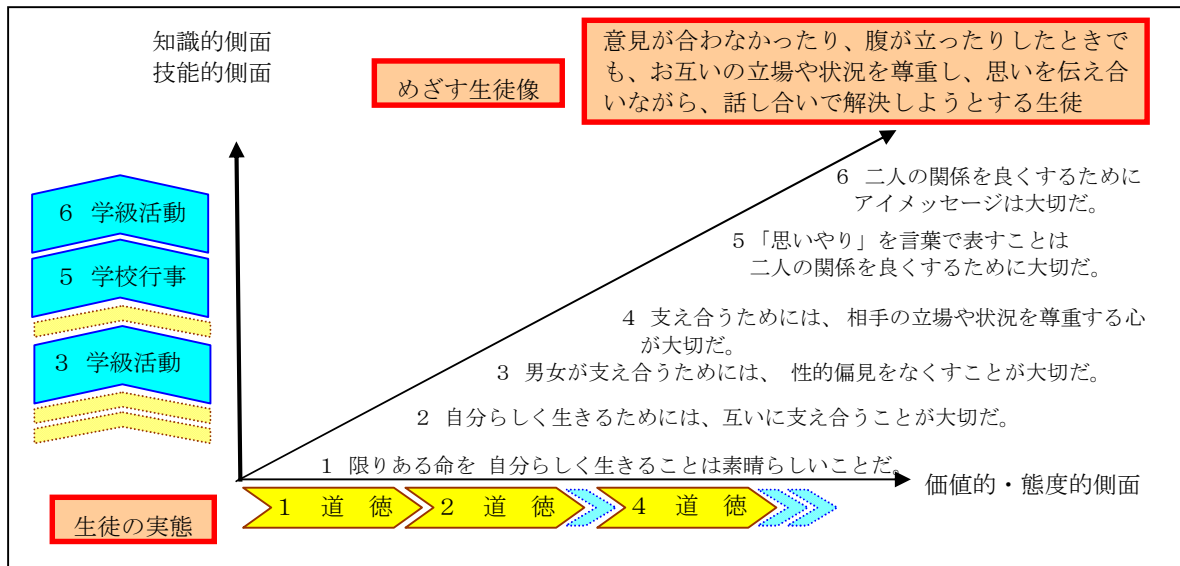 知識的側面
技能的側面
めざす生徒像
意見が合わなかったり、腹が立ったりしたときで
も、お互いの立場や状況を尊重し、思いを伝え合
いながら、話し合いで解決しようとする生徒
6 二人の関係を良くするために
アイメッセージは大切だ。
5「思いやり」を言葉で表すことは
二人の関係を良くするために大切だ。
4 支え合うためには、相手の立場や状況を尊重する心
が大切だ。
3 男女が支え合うためには、 性的偏見をなくすことが大切だ。
2 自分らしく生きるためには、互いに支え合うことが大切だ。
1 限りある命を 自分らしく生きることは素晴らしいことだ。
6 学級活動
5 学校行事
3 学級活動
価値的・態度的側面
1 道 徳
2 道 徳
4 道 徳
生徒の実態